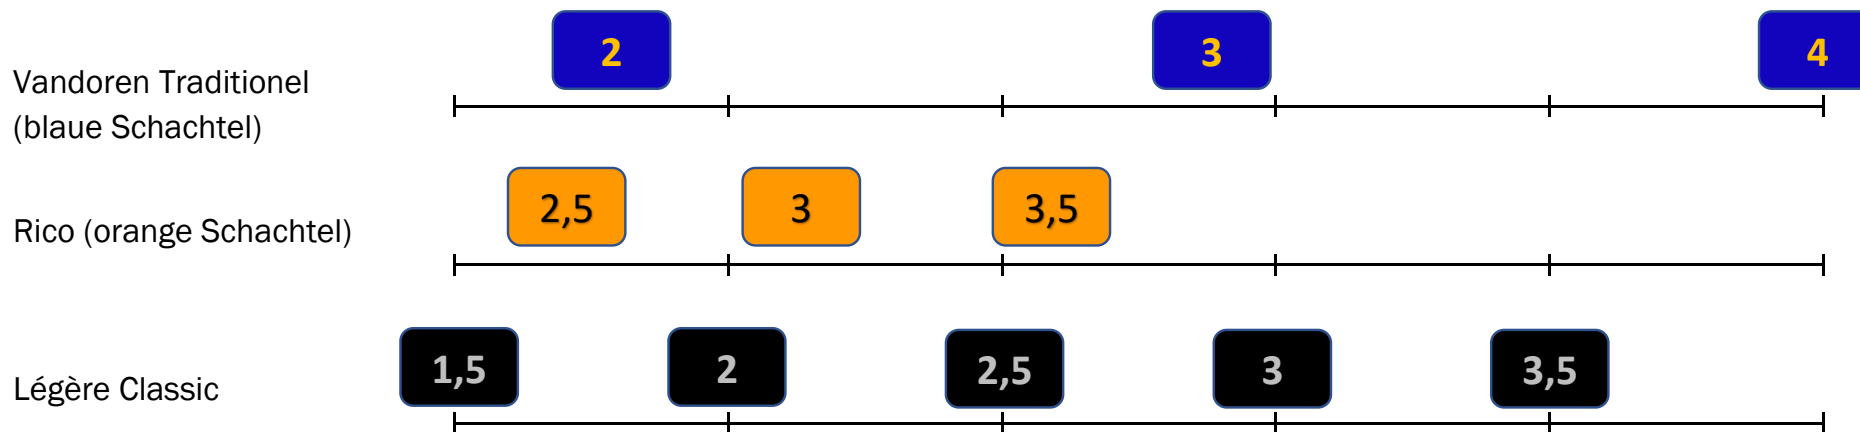 2 3 4
Vandoren Traditionel
(blaue Schachtel)
2,5 3 3,5
Rico (orange Schachtel)
1,5 2 2,5 3 3,5
Légère Classic